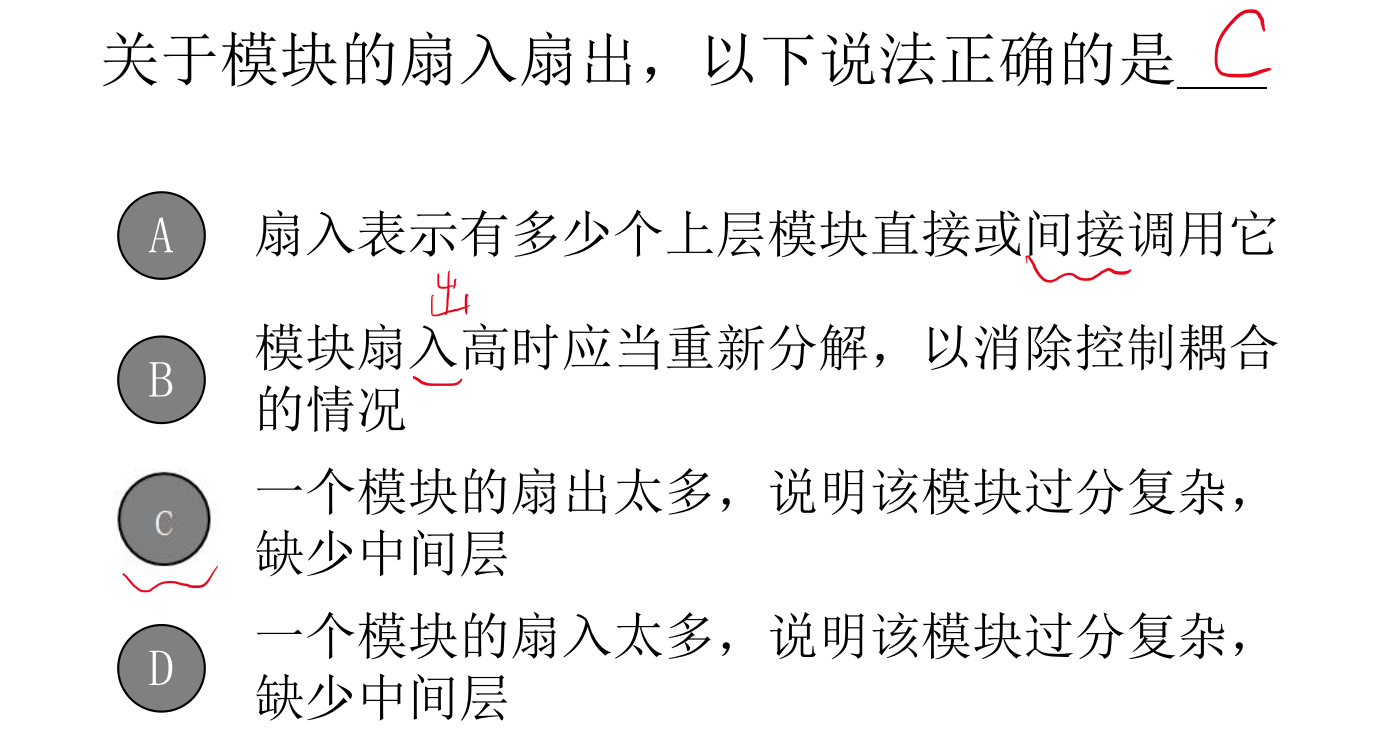 关于模块的扇入扇出，以下说法正确的是____ C
A 扇入表示有多少个上层模块直接或间接调用它
出
B 模块扇入高时应当重新分解，以消除控制耦合
的情况
C 一个模块的扇出太多，说明该模块过分复杂，
缺少中间层
D 一个模块的扇入太多，说明该模块过分复杂，
缺少中间层